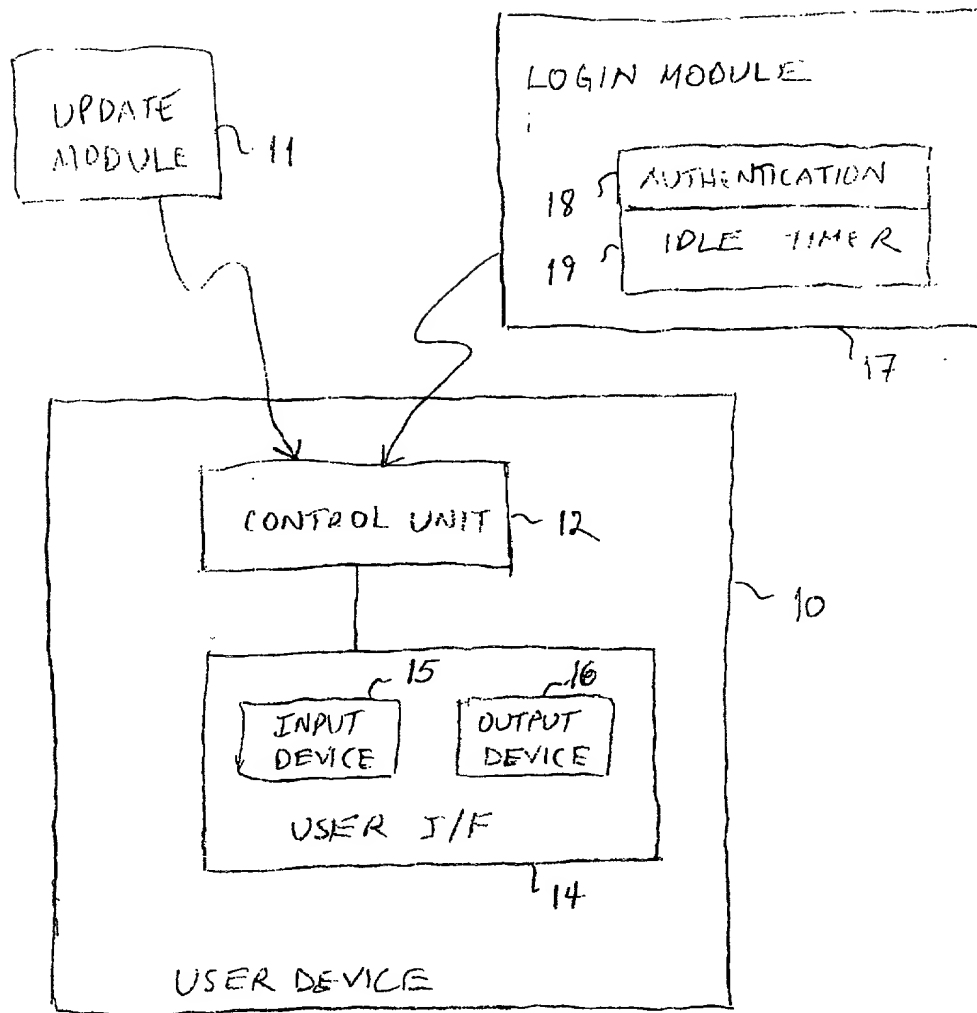 LOGIN MODULE
UPDATE
MODULE
11
18
AUTHENTICATION
19
IDLE TIMER
17
CONTROL UNIT
12
10
15
16
INPUT
DEVICE
OUTPUT
DEVICE
USER I/F
14
USER DEVICE